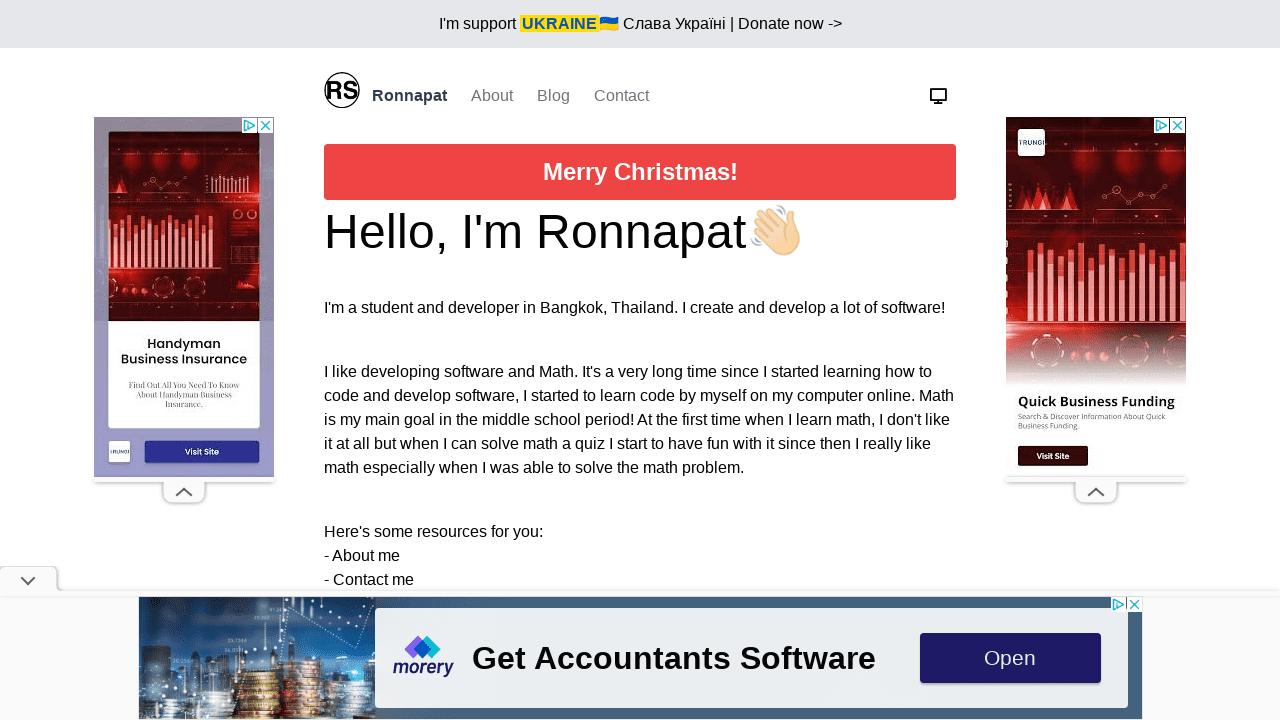 I'm support UKRAINE🇺🇦 Слава Україні | Donate now ->
RS Ronnapat About Blog Contact
Merry Christmas!
Hello, I'm Ronnapat👋🏼
I'm a student and developer in Bangkok, Thailand. I create and develop a lot of software!
I like developing software and Math. It's a very long time since I started learning how to
code and develop software, I started to learn code by myself on my computer online. Math
is my main goal in the middle school period! At the first time when I learn math, I don't like
it at all but when I can solve math a quiz I start to have fun with it since then I really like
math especially when I was able to solve the math problem.
Here's some resources for you:
- About me
- Contact me
Handyman
Business Insurance
Find Out All You Need To Know
About Handyman Business
Insurance.
TRUNGI
Visit Site
TRUNGI
Quick Business Funding
Search & Discover Information About Quick
Business Funding.
Visit Site
morery
Get Accountants Software
Open